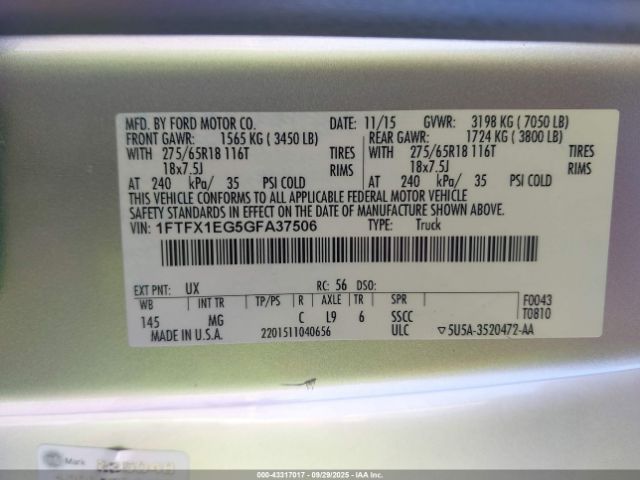 MFD. BY FORD MOTOR CO. DATE: 11/15 GVWR: 3198 KG ( 7050 LB)
FRONT GAWR: 1565 KG ( 3450 LB) REAR GAWR: 1724 KG ( 3800 LB)
WITH 275/65R18 116T TIRES WITH 275/65R18 116T TIRES
18x7.5J RIMS 18x7.5J RIMS
AT 240 kPa/ 35 PSI COLD AT 240 kPa/ 35 PSI COLD
THIS VEHICLE CONFORMS TO ALL APPLICABLE FEDERAL MOTOR VEHICLE
SAFETY STANDARDS IN EFFECT ON THE DATE OF MANUFACTURE SHOWN ABOVE.
VIN: 1FTFX1EG5GFA37506 TYPE: Truck
EXT PNT: UX RC: 56 DSO:
WB INT TR TP/PS R AXLE TR SPR F0043
145 MG C L9 6 SSCC T0810
MADE IN U.S.A. 2201511040656 ULC ▽5U5A-3520472-AA
Mark
00-43317017 - 09/29/2025 - IAA INC.